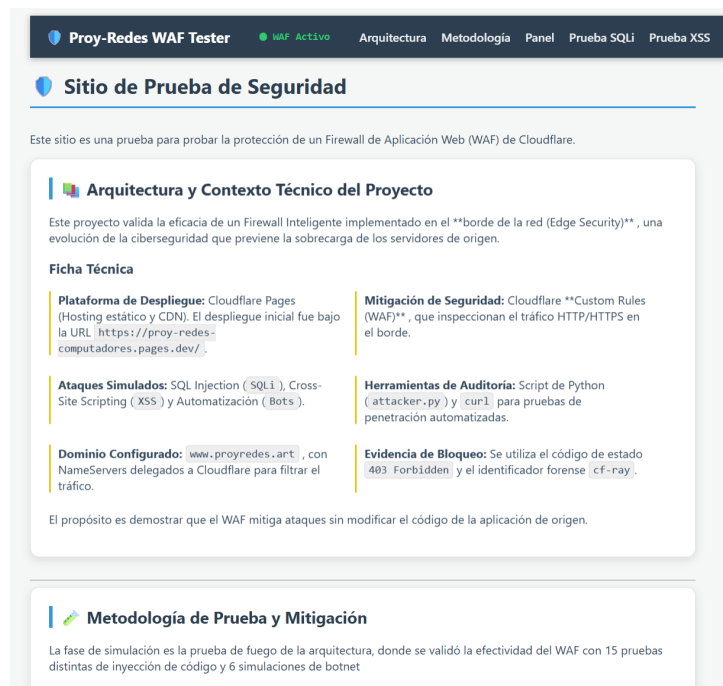 Proy-Redes WAF Tester
WAF Activo
Arquitectura
Metodología
Panel
Prueba SQLi
Prueba XSS
Sitio de Prueba de Seguridad
Este sitio es una prueba para probar la protección de un Firewall de Aplicación Web (WAF) de Cloudflare.
Arquitectura y Contexto Técnico del Proyecto
Este proyecto valida la eficacia de un Firewall Inteligente implementado en el **borde de la red (Edge Security)** , una
evolución de la ciberseguridad que previene la sobrecarga de los servidores de origen.
Ficha Técnica
Plataforma de Despliegue: Cloudflare Pages
(Hosting estático y CDN). El despliegue inicial fue bajo
la URL https://proy-redes-
computadores.pages.dev/ .
Mitigación de Seguridad: Cloudflare **Custom Rules
(WAF)** , que inspeccionan el tráfico HTTP/HTTPS en
el borde.
Ataques Simulados: SQL Injection ( SQLi ), Cross-
Site Scripting ( XSS ) y Automatización ( Bots ).
Herramientas de Auditoría: Script de Python
( attacker.py ) y curl para pruebas de
penetración automatizadas.
Dominio Configurado: www.proyredes.art , con
NameServers delegados a Cloudflare para filtrar el
tráfico.
Evidencia de Bloqueo: Se utiliza el código de estado
403 Forbidden y el identificador forense cf-ray .
El propósito es demostrar que el WAF mitiga ataques sin modificar el código de la aplicación de origen.
Metodología de Prueba y Mitigación
La fase de simulación es la prueba de fuego de la arquitectura, donde se validó la efectividad del WAF con 15 pruebas
distintas de inyección de código y 6 simulaciones de botnet